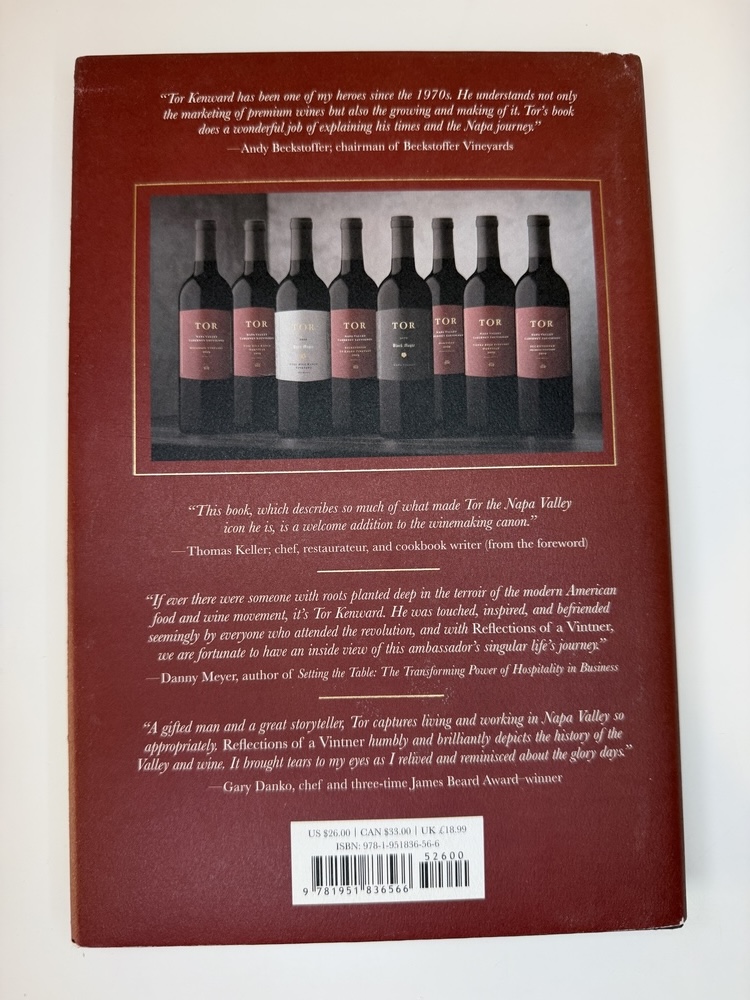 “Tor Kenward has been one of my heroes since the 1970s. He understands not only
the marketing of premium wines but also the growing and making of it. Tor’s book
does a wonderful job of explaining his times and the Napa journey.”
—Andy Beckstoffer; chairman of Beckstoffer Vineyards
TOR
TOR
TOR
TOR
TOR
TOR
TOR
TOR
Black Magic
“This book, which describes so much of what made Tor the Napa Valley
icon he is, is a welcome addition to the winemaking canon.”
—Thomas Keller; chef, restaurateur, and cookbook writer (from the foreword)
“If ever there were someone with roots planted deep in the terroir of the modern American
food and wine movement, it’s Tor Kenward. He was touched, inspired, and befriended
seemingly by everyone who attended the revolution, and with Reflections of a Vintner,
we are fortunate to have an inside view of this ambassador’s singular life’s journey.”
—Danny Meyer, author of Setting the Table: The Transforming Power of Hospitality in Business
“A gifted man and a great storyteller, Tor captures living and working in Napa Valley so
appropriately. Reflections of a Vintner humbly and brilliantly depicts the history of the
Valley and wine. It brought tears to my eyes as I relived and reminisced about the glory days.”
—Gary Danko, chef and three-time James Beard Award–winner
US $26.00 | CAN $33.00 | UK £18.99
ISBN: 978-1-951836-56-6
52600
9 781951 836566